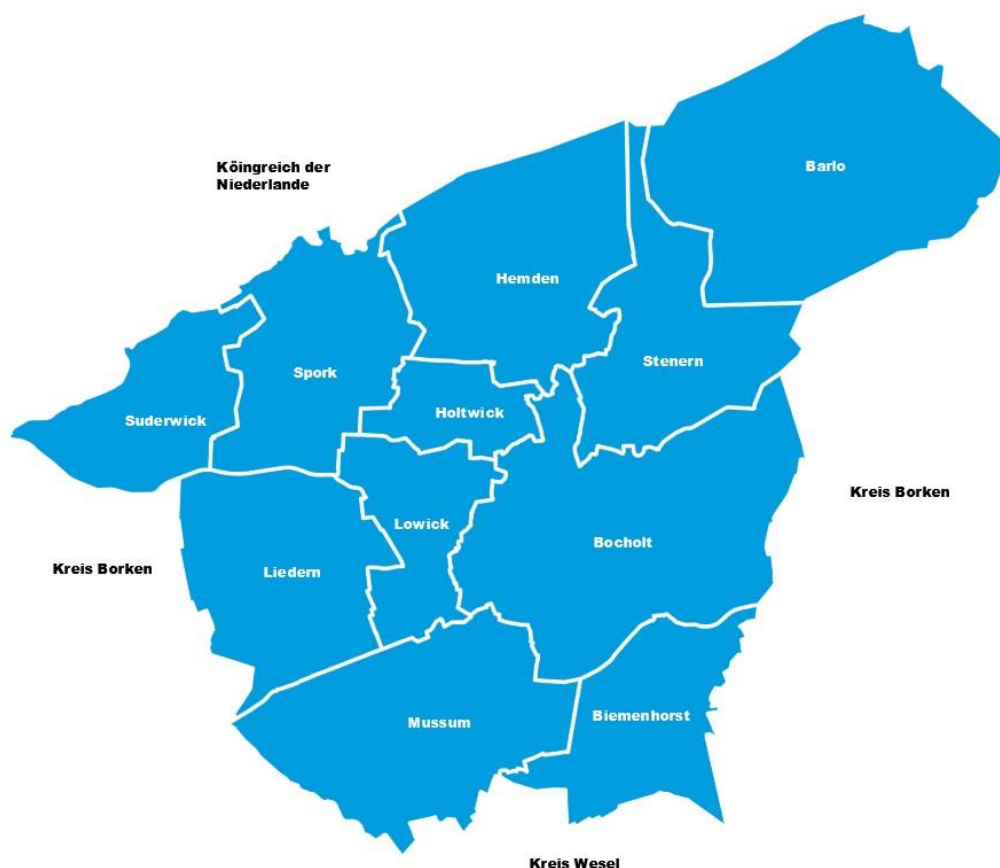 Barlo
Köingreich der
Niederlande
Hemden
Stenern
Spork
Holtwick
Suderwick
Kreis Borken
Lowick
Bocholt
Kreis Borken
Liedern
Mussum
Biemenhorst
Kreis Wesel